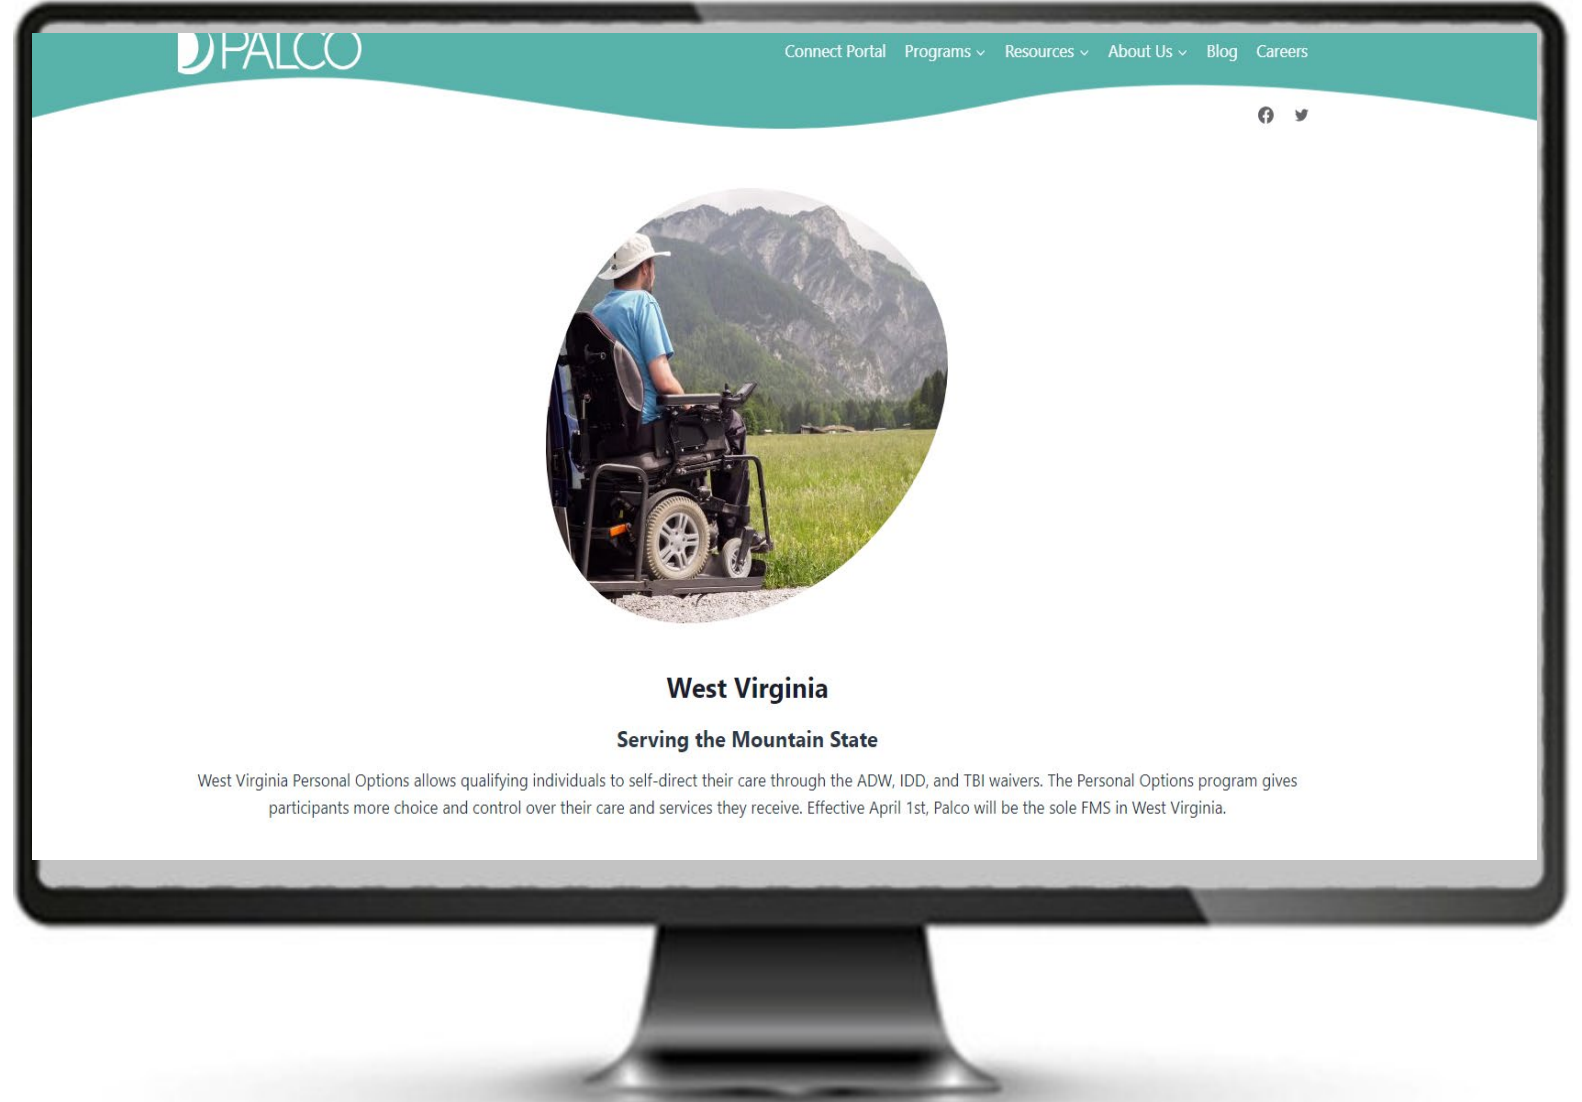 PALCO
Connect Portal Programs Resources About Us Blog Careers
West Virginia
Serving the Mountain State
West Virginia Personal Options allows qualifying individuals to self-direct their care through the ADW, IDD, and TBI waivers. The Personal Options program gives
participants more choice and control over their care and services they receive. Effective April 1st, Palco will be the sole FMS in West Virginia.